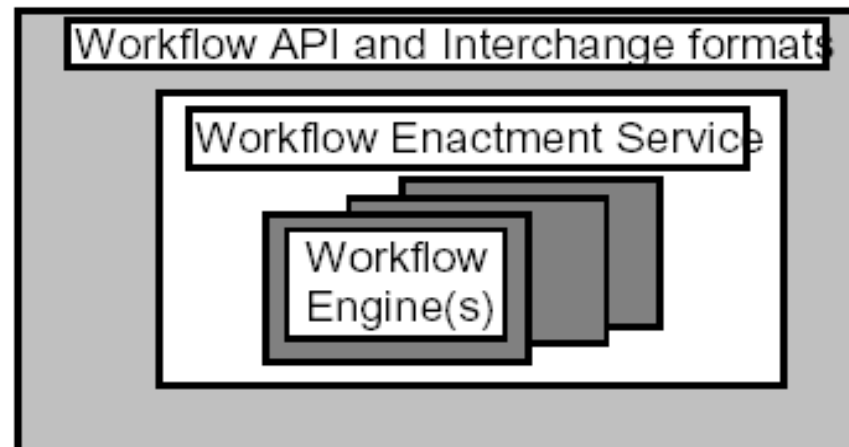 Workflow API and Interchange formats
Workflow Enactment Service
Workflow
Engine(s)